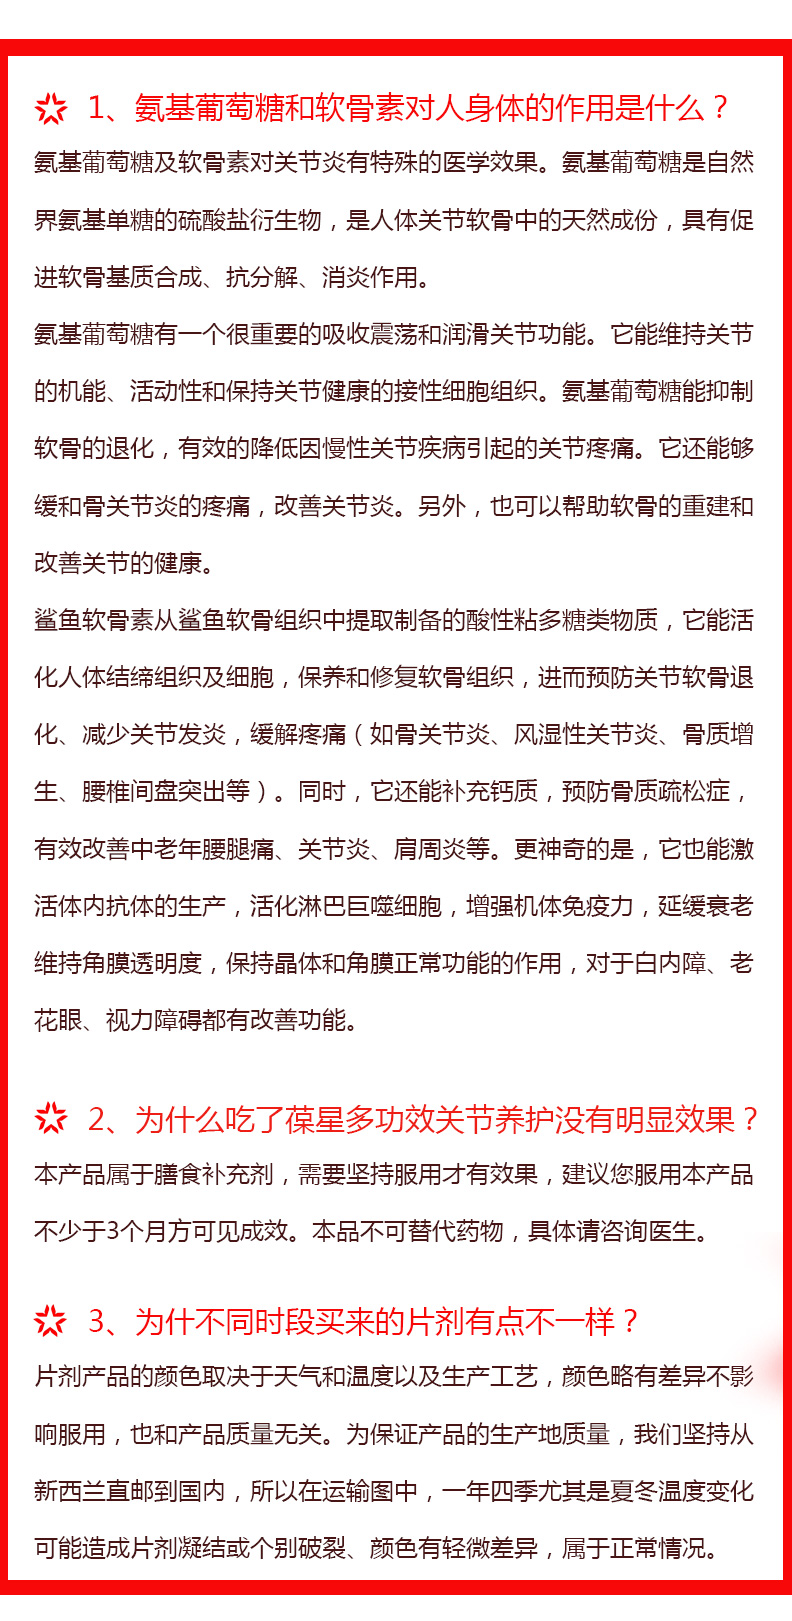 1、氨基葡萄糖和软骨素对人身体的作用是什么？
氨基葡萄糖及软骨素对关节炎有特殊的医学效果。氨基葡萄糖是自然
界氨基单糖的硫酸盐衍生物，是人体关节软骨中的天然成份，具有促
进软骨基质合成、抗分解、消炎作用。
氨基葡萄糖有一个很重要的吸收震荡和润滑关节功能。它能维持关节
的机能、活动性和保持关节健康的接性细胞组织。氨基葡萄糖能抑制
软骨的退化，有效的降低因慢性关节疾病引起的关节疼痛。它还能够
缓和骨关节炎的疼痛，改善关节炎。另外，也可以帮助软骨的重建和
改善关节的健康。
鲨鱼软骨素从鲨鱼软骨组织中提取制备的酸性粘多糖类物质，它能活
化人体结缔组织及细胞，保养和修复软骨组织，进而预防关节软骨退
化、减少关节发炎，缓解疼痛（如骨关节炎、风湿性关节炎、骨质增
生、腰椎间盘突出等）。同时，它还能补充钙质，预防骨质疏松症，
有效改善中老年腰腿痛、关节炎、肩周炎等。更神奇的是，它也能激
活体内抗体的生产，活化淋巴巨噬细胞，增强机体免疫力，延缓衰老
维持角膜透明度，保持晶体和角膜正常功能的作用，对于白内障、老
花眼、视力障碍都有改善功能。
2、为什么吃了葆星多功效关节养护没有明显效果？
本产品属于膳食补充剂，需要坚持服用才有效果，建议您服用本产品
不少于3个月方可见成效。本品不可替代药物，具体请咨询医生。
3、为什不同时段买来的片剂有点不一样？
片剂产品的颜色取决于天气和温度以及生产工艺，颜色略有差异不影
响服用，也和产品质量无关。为保证产品的生产地质量，我们坚持从
新西兰直邮到国内，所以在运输图中，一年四季尤其是夏冬温度变化
可能造成片剂凝结或个别破裂、颜色有轻微差异，属于正常情况。